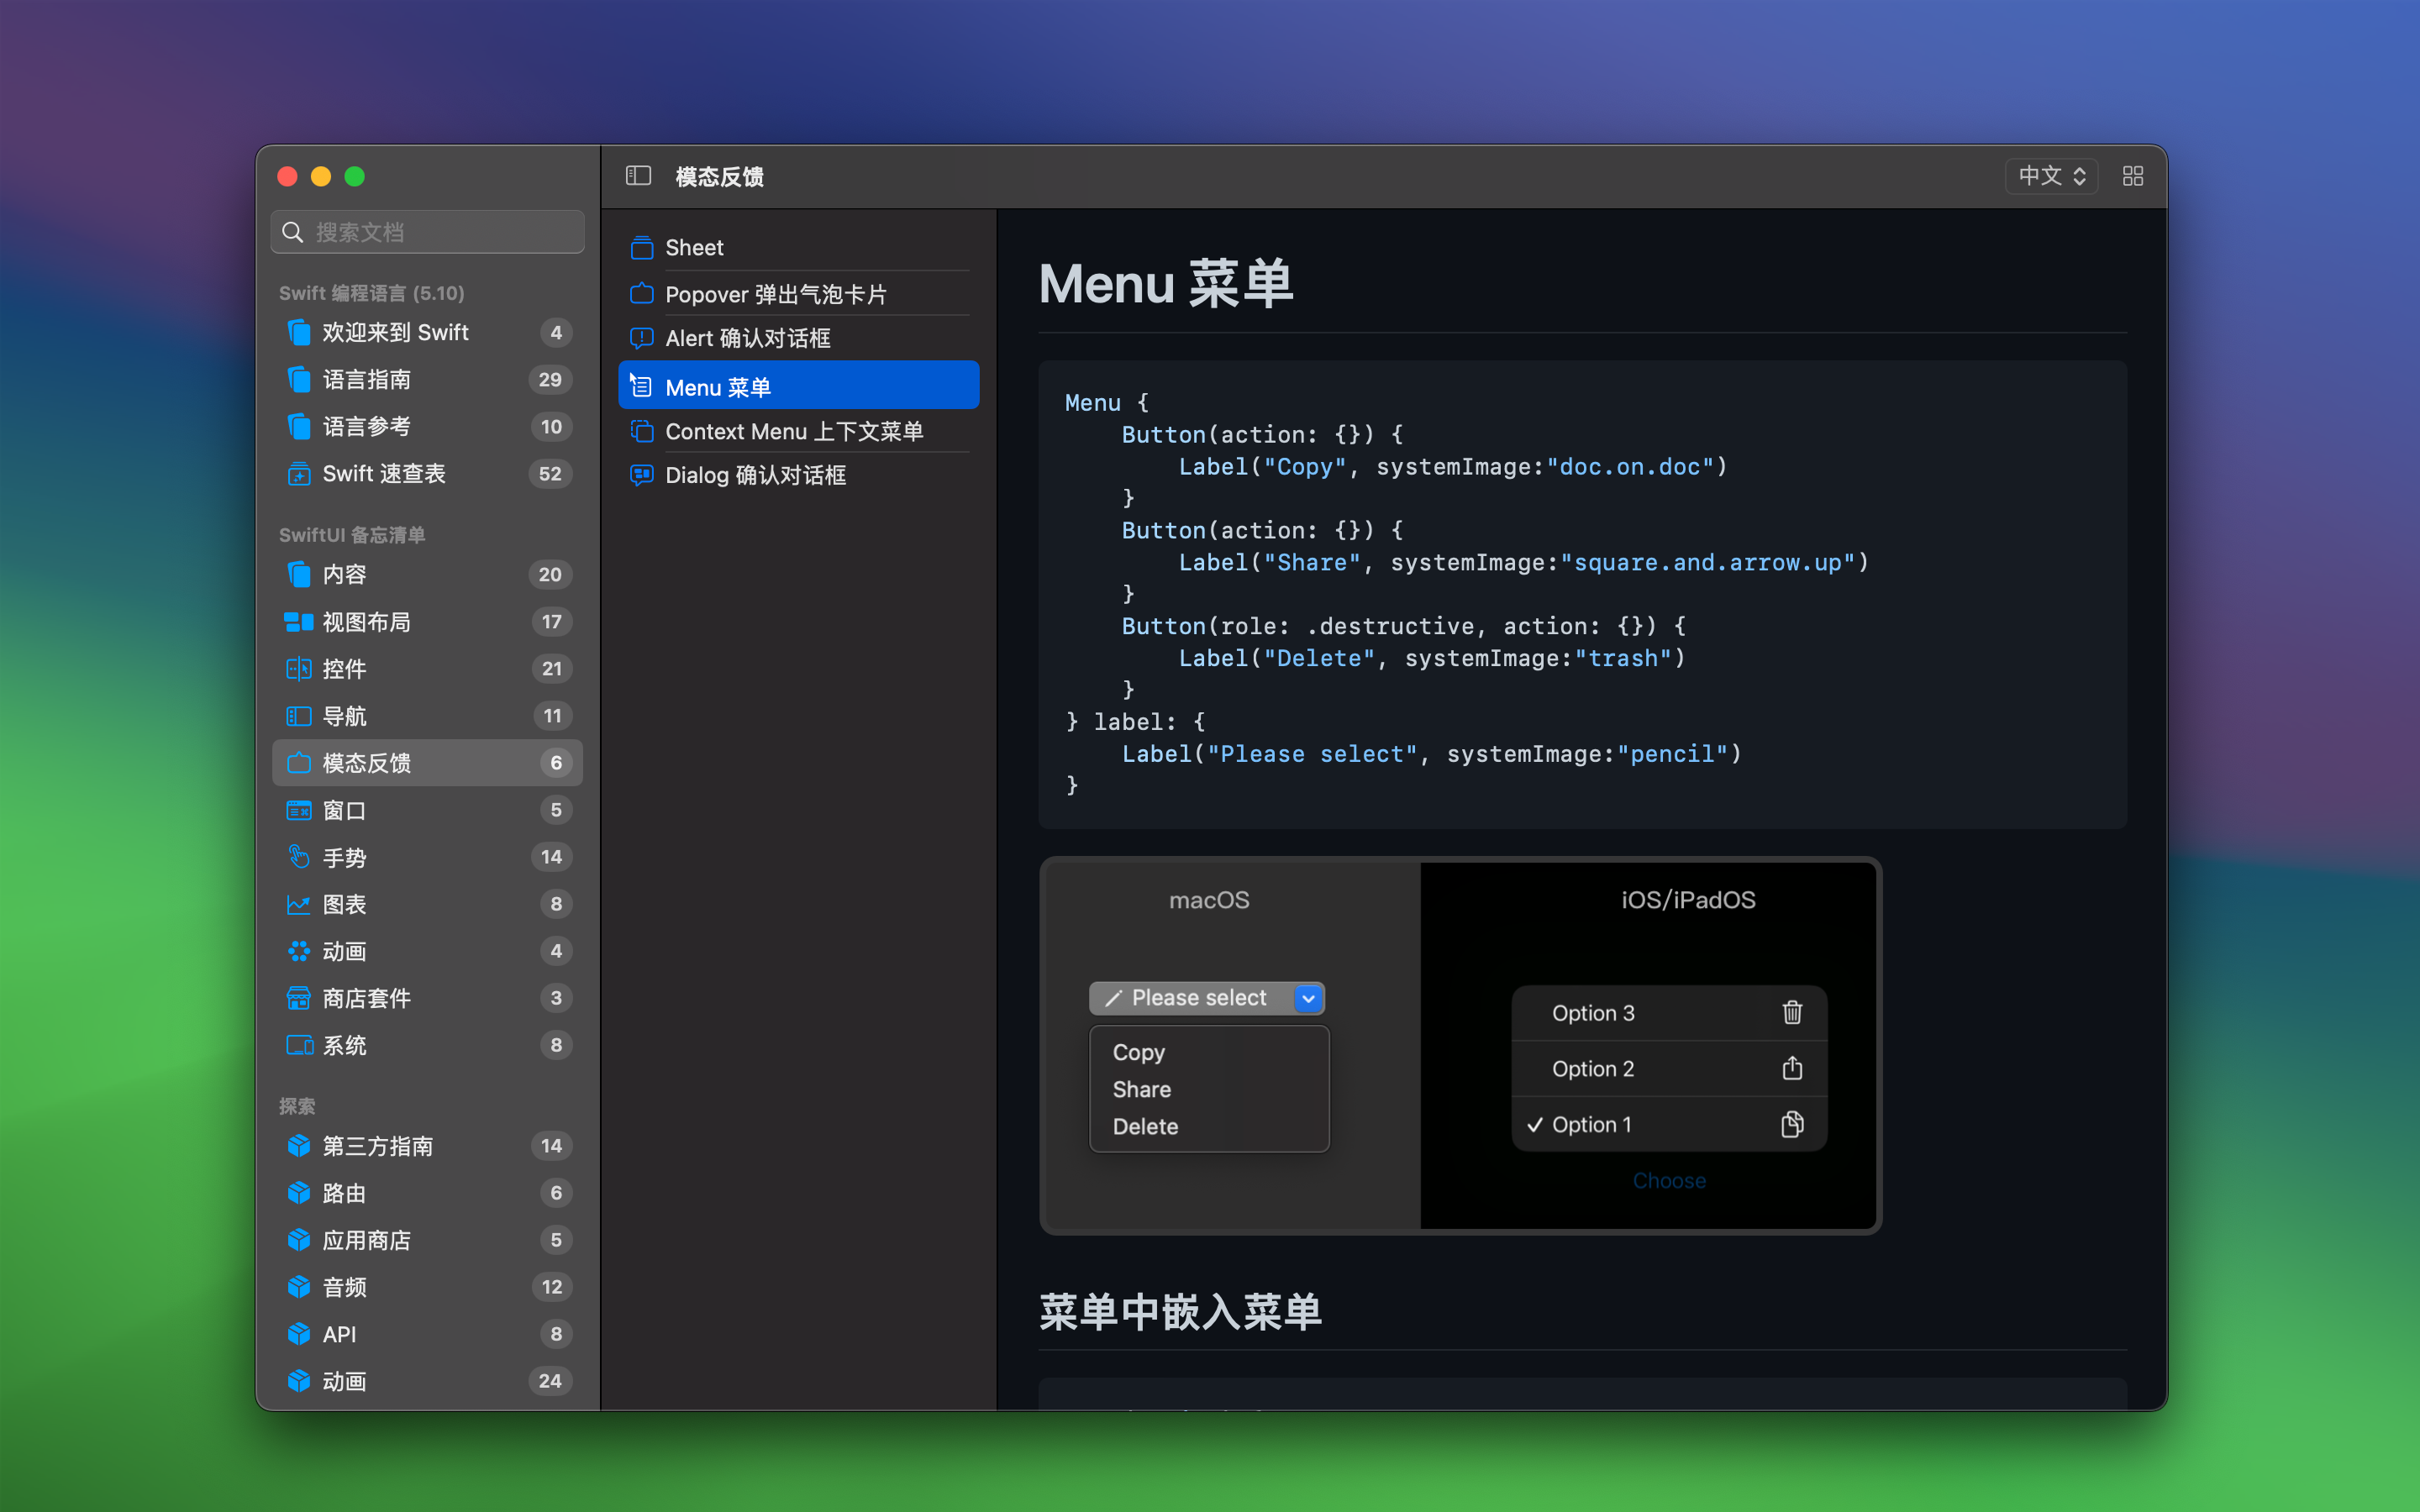 模态反馈
中文
搜索文档
Swift 编程语言 (5.10)
欢迎来到 Swift 4
语言指南 29
语言参考 10
Swift 速查表 52
SwiftUI 备忘清单
内容 20
视图布局 17
控件 21
导航 11
模态反馈 6
窗口 5
手势 14
图表 8
动画 4
商店套件 3
系统 8
探索
第三方指南 14
路由 6
应用商店 5
音频 12
API 8
动画 24
Sheet
Popover 弹出气泡卡片
Alert 确认对话框
Menu 菜单
Context Menu 上下文菜单
Dialog 确认对话框
Menu 菜单
Menu {
    Button(action: {}) {
        Label("Copy", systemImage:"doc.on.doc")
    }
    Button(action: {}) {
        Label("Share", systemImage:"square.and.arrow.up")
    }
    Button(role: .destructive, action: {}) {
        Label("Delete", systemImage:"trash")
    }
} label: {
    Label("Please select", systemImage:"pencil")
}
macOS
Please select
Copy
Share
Delete
iOS/iPadOS
Option 3
Option 2
Option 1
Choose
菜单中嵌入菜单